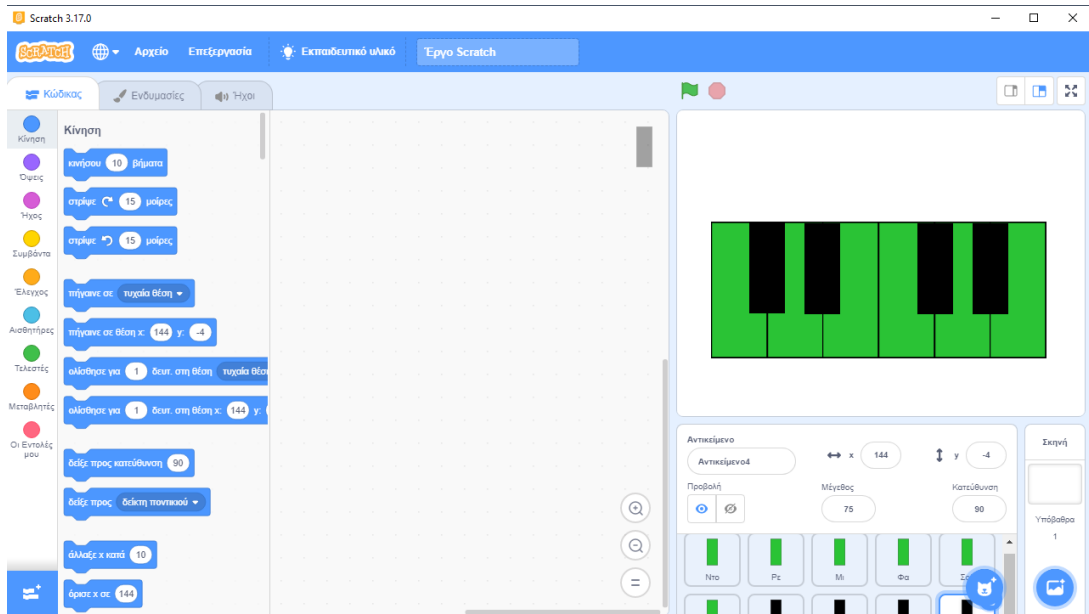 Scratch 3.17.0
SCRATCH Αρχείο Επεξεργασία Εκπαιδευτικό υλικό Έργο Scratch
Κώδικας Ενδυμασίες Ήχοι
Κίνηση
Όψεις
Ήχος
Συμβάντα
Έλεγχος
Αισθητήρες
Τελεστές
Μεταβλητές
Οι Εντολές
μου
Κίνηση
κινήσου 10 βήματα
στρίψε 15 μοίρες
στρίψε 15 μοίρες
πήγαινε σε τυχαία θέση
πήγαινε σε θέση x: 144 y: -4
ολίσθησε για 1 δευτ. στη θέση τυχαία
ολίσθησε για 1 δευτ. στη θέση x: 144 y:
δείξε προς κατεύθυνση 90
δείξε προς δείκτη ποντικιού
άλλαξε x κατά 10
όρισε x σε 144
Αντικείμενο
Αντικείμενο4 x 144 y -4
Προβολή Μέγεθος Κατεύθυνση
75 90
Ντο Ρε Μι Φα
Σκηνή
Υπόβαθρα
1